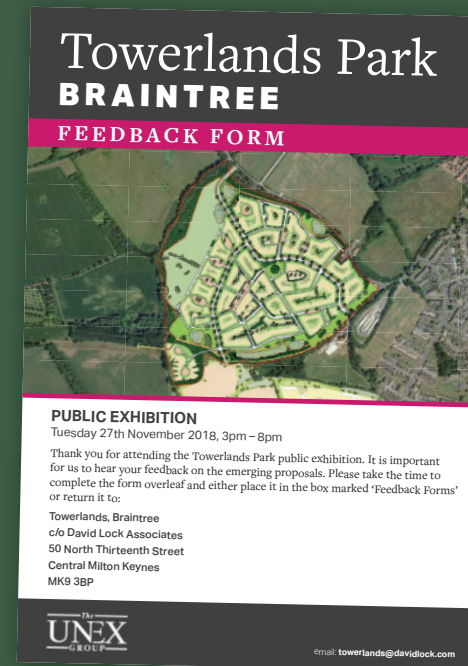 Towerlands Park
BRAINTREE
FEEDBACK FORM
PUBLIC EXHIBITION
Tuesday 27th November 2018, 3pm – 8pm
Thank you for attending the Towerlands Park public exhibition. It is important
for us to hear your feedback on the emerging proposals. Please take the time to
complete the form overleaf and either place it in the box marked ‘Feedback Forms’
or return it to:
Towerlands, Braintree
c/o David Lock Associates
50 North Thirteenth Street
Central Milton Keynes
MK9 3BP
The
UNEX
GROUP
email: towerlands@davidlock.com